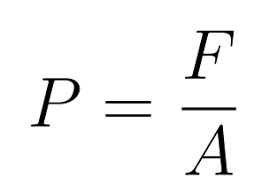 P = F/A